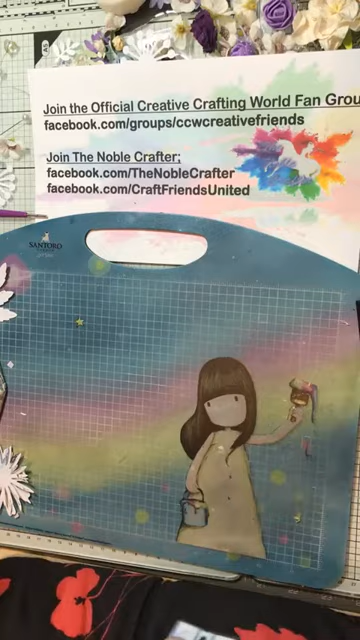 Join the Official Creative Crafting World Fan Grou
facebook.com/groups/ccwcreativefriends
Join The Noble Crafter;
facebook.com/TheNobleCrafter
facebook.com/CraftFriendsUnited
SANTORO